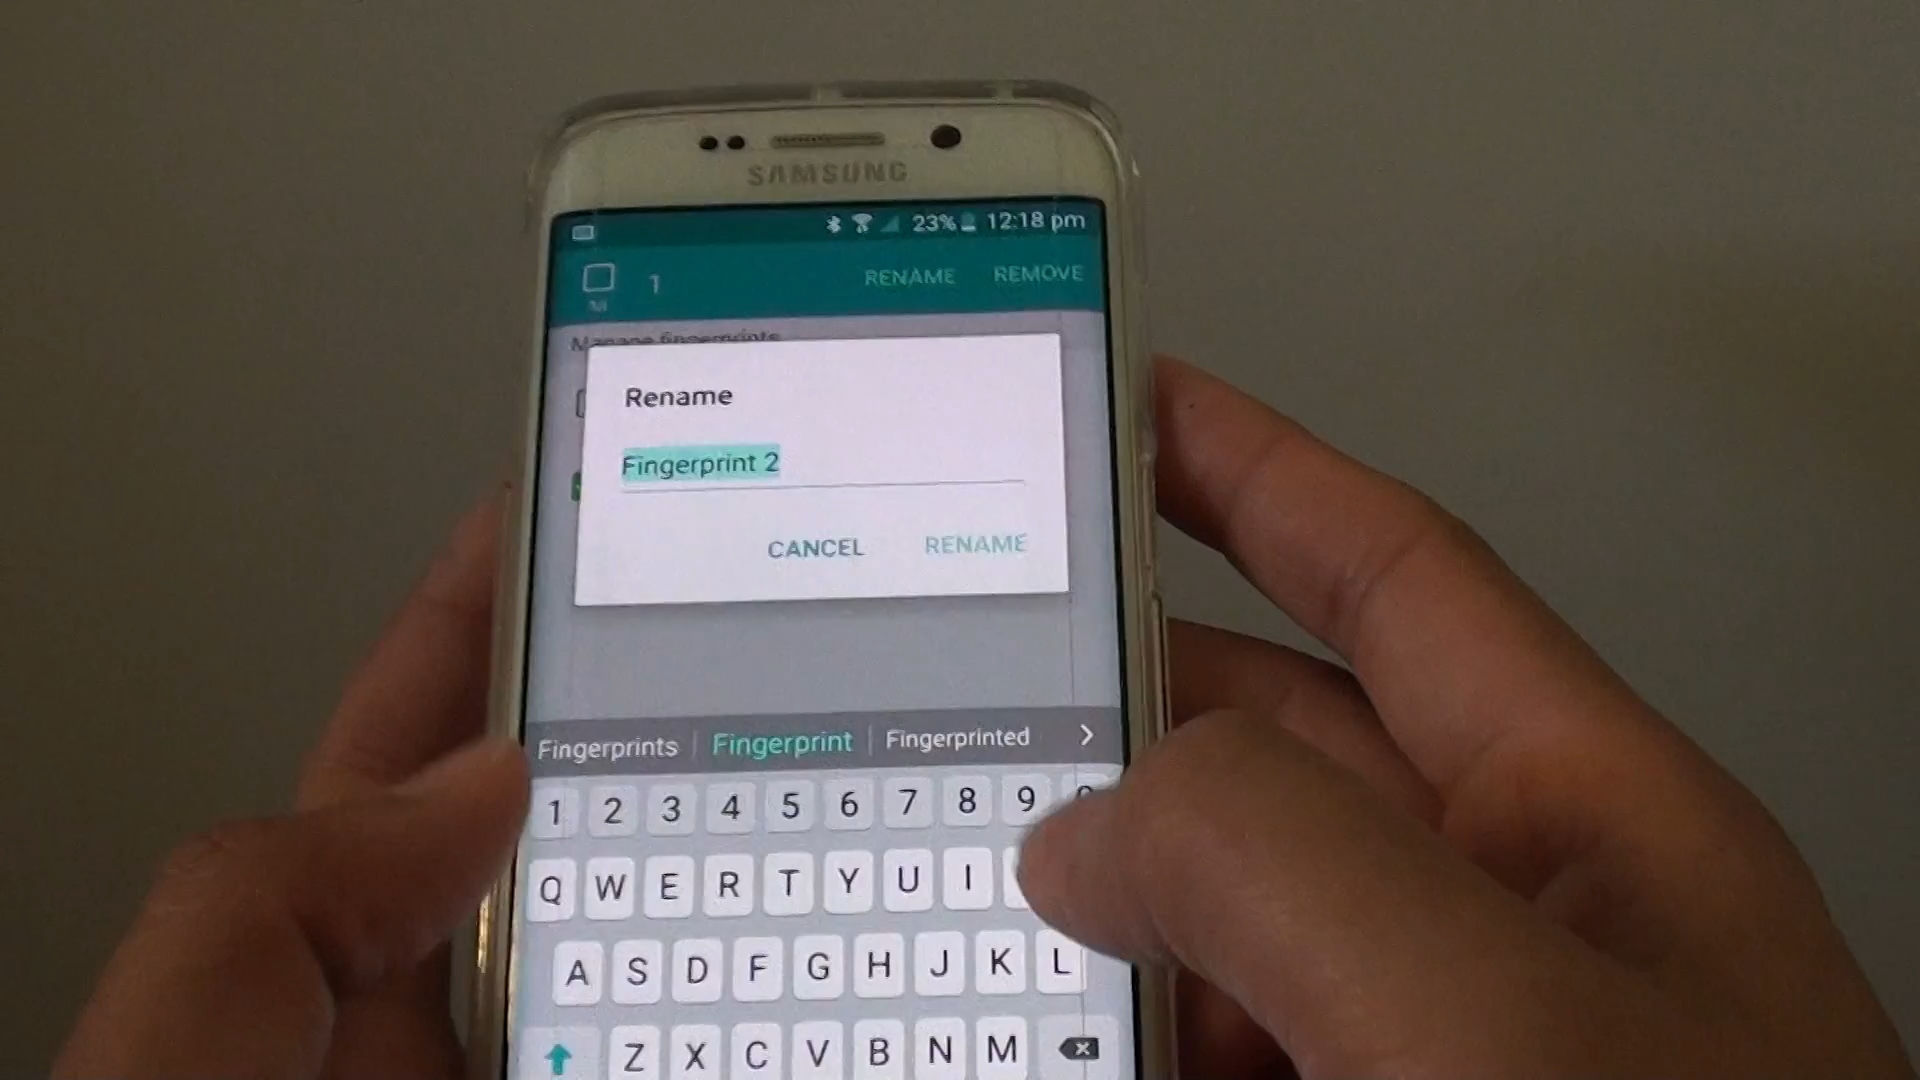 SAMSUNG
23% 12:18 pm
All 1 RENAME REMOVE
Manage fingerprints
Rename
Fingerprint 2
CANCEL RENAME
Fingerprints Fingerprint Fingerprinted >
1 2 3 4 5 6 7 8 9
Q W E R T Y U I
A S D F G H J K L
Z X C V B N M